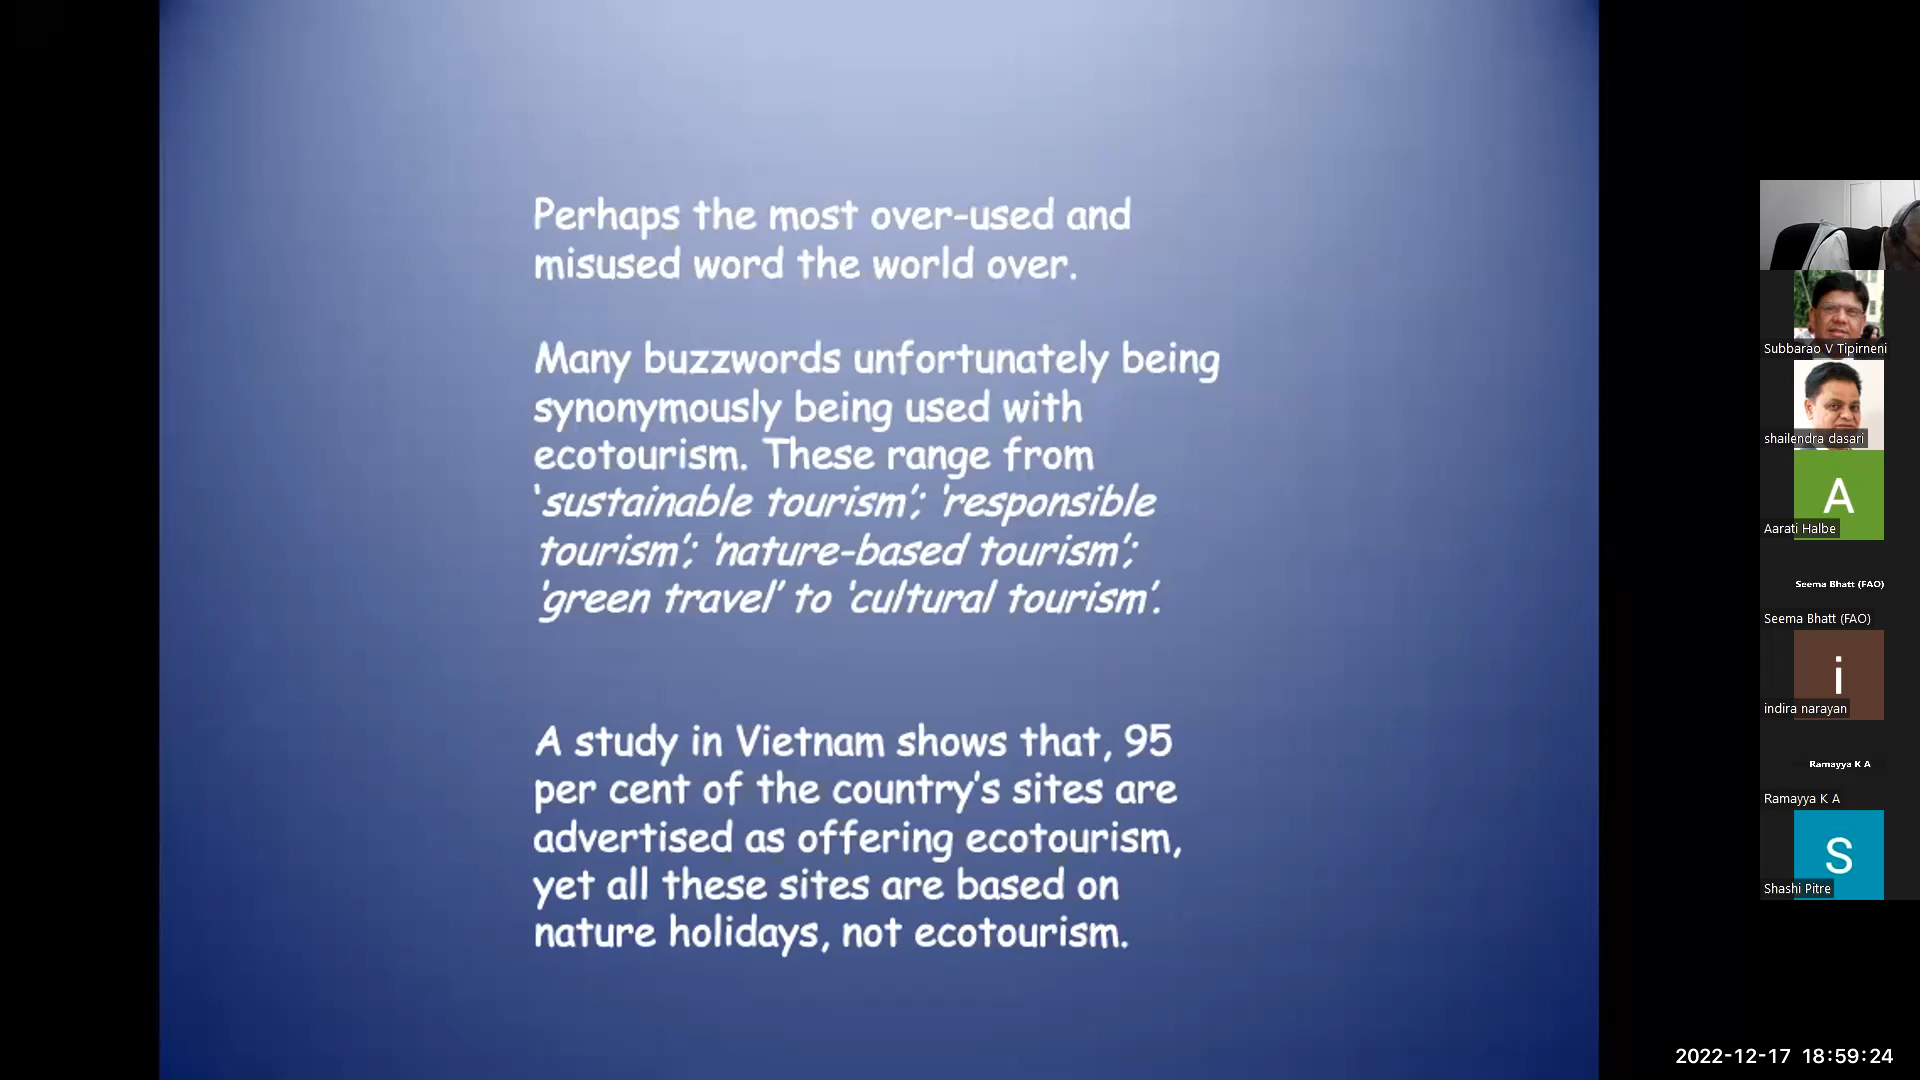 Perhaps the most over-used and
misused word the world over.
Many buzzwords unfortunately being
synonymously being used with
ecotourism. These range from
‘sustainable tourism’; ‘responsible
tourism’; ‘nature-based tourism’;
‘green travel’ to ‘cultural tourism’.
A study in Vietnam shows that, 95
per cent of the country’s sites are
advertised as offering ecotourism,
yet all these sites are based on
nature holidays, not ecotourism.
Subbarao V Tipirneni
shailendra dasari
A
Aarati Halbe
Seema Bhatt (FAO)
Seema Bhatt (FAO)
i
indira narayan
Ramayya K A
Ramayya K A
S
Shashi Pitre
2022-12-17 18:59:24